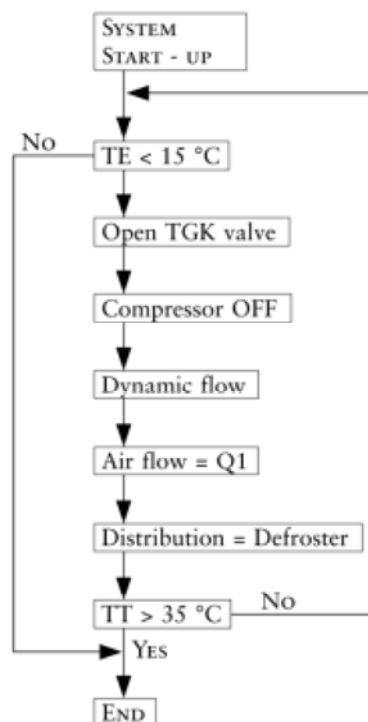 SYSTEM
START - UP
No
TE < 15 °C
Open TGK valve
Compressor OFF
Dynamic flow
Air flow = Q1
Distribution = Defroster
TT > 35 °C
No
YES
END